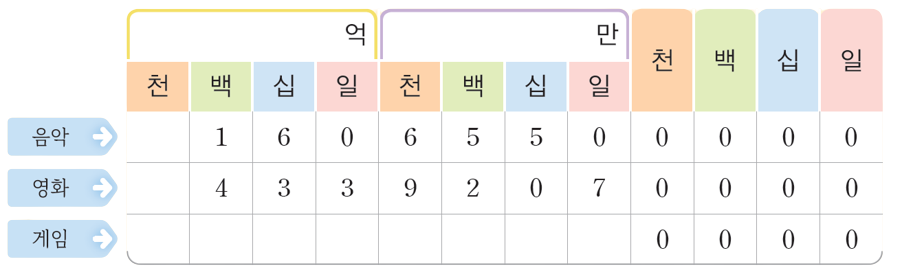 억 만 천 백 십 일
천 백 십 일 천 백 십 일
음악 1 6 0 6 5 5 0 0 0 0 0
영화 4 3 3 9 2 0 7 0 0 0 0
게임 0 0 0 0